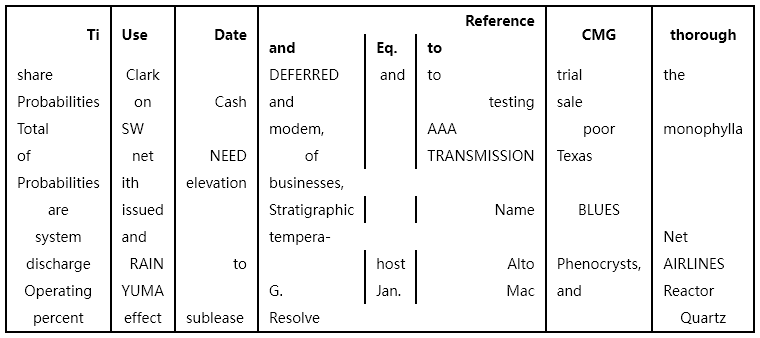 Reference
Ti Use Date CMG thorough
and Eq. to
share Clark DEFERRED and to trial the
Probabilities on Cash and testing sale
Total SW modem, AAA poor monophylla
of net NEED of TRANSMISSION Texas
Probabilities ith elevation businesses,
are issued Stratigraphic Name BLUES
system and tempera- Net
discharge RAIN to host Alto Phenocrysts, AIRLINES
Operating YUMA G. Jan. Mac and Reactor
percent effect sublease Resolve Quartz